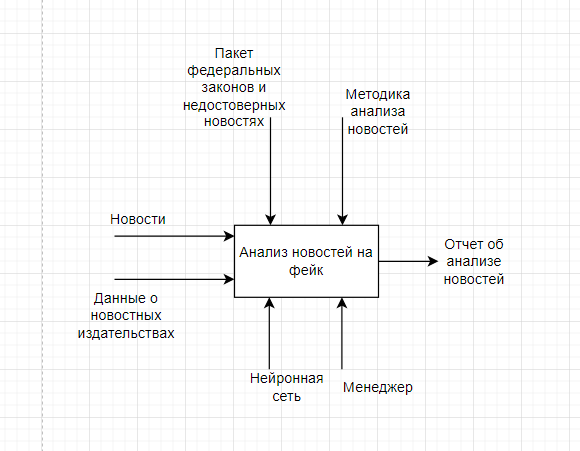 Пакет
федеральных
законов и
недостоверных
новостях
Методика
анализа
новостей
Новости
Анализ новостей на
фейк
Отчет об
анализе
новостей
Данные о
новостных
издательствах
Нейронная
сеть
Менеджер